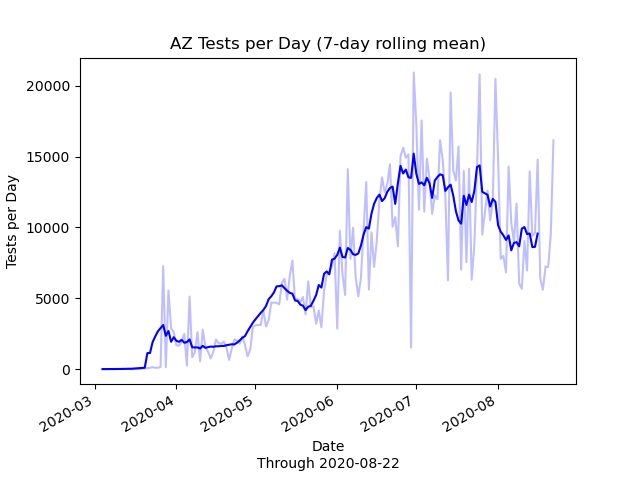 AZ Tests per Day (7-day rolling mean)
Tests per Day
20000
15000
10000
5000
0
2020-03
2020-04
2020-05
2020-06
2020-07
2020-08
Date
Through 2020-08-22